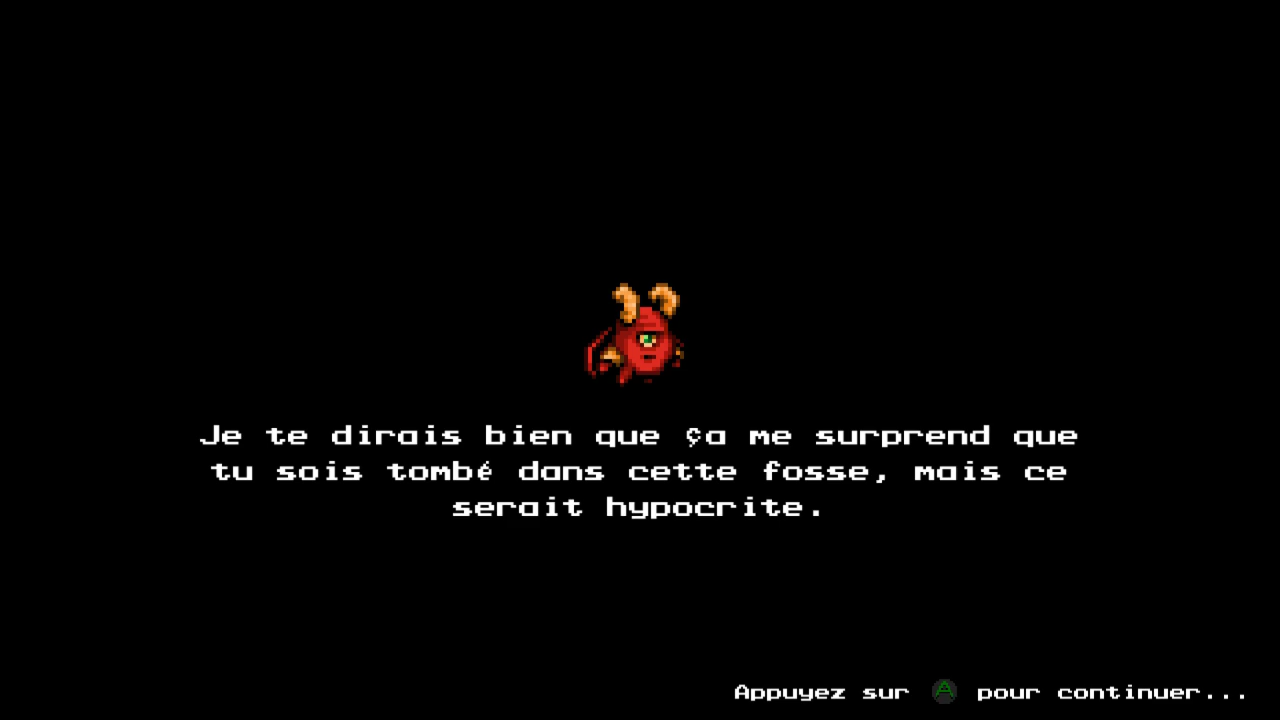 Je te dirais bien que ça me surprend que
tu sois tombé dans cette fosse, mais ce
serait hypocrite.
Appuyez sur A pour continuer...